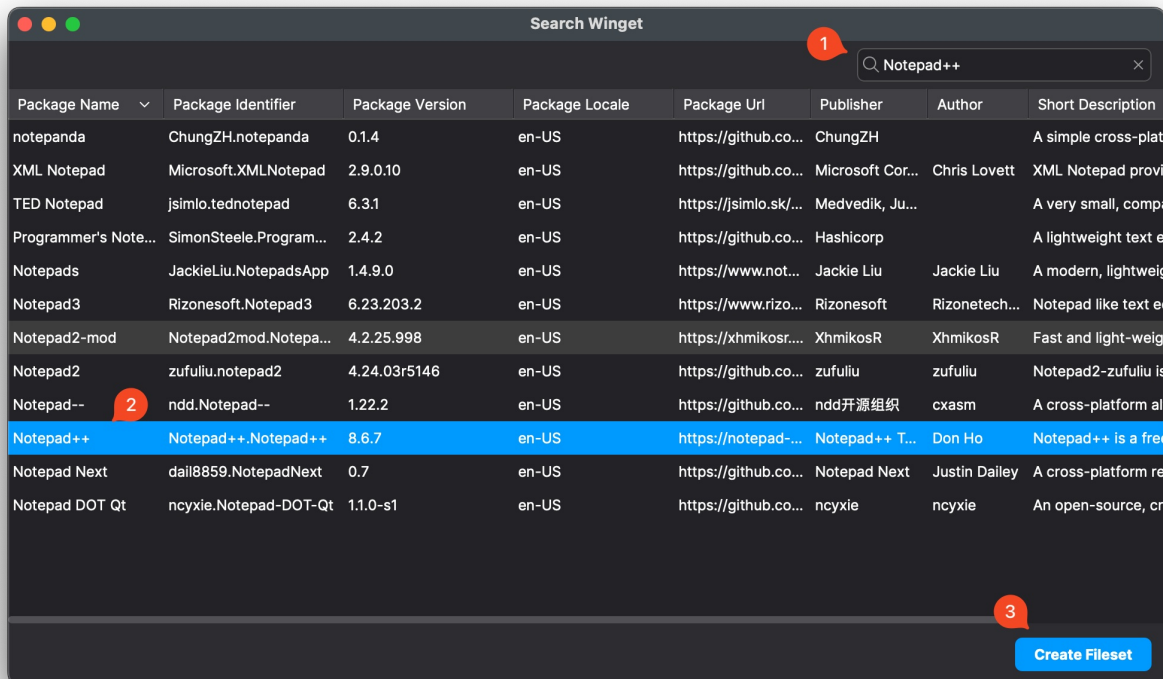 Search Winget
1
Notepad++
Package Name Package Identifier Package Version Package Locale Package Url Publisher Author Short Description
notepanda ChungZH.notepanda 0.1.4 en-US https://github.co... ChungZH A simple cross-plat
XML Notepad Microsoft.XMLNotepad 2.9.0.10 en-US https://github.co... Microsoft Cor... Chris Lovett XML Notepad provi
TED Notepad jsimlo.tednotepad 6.3.1 en-US https://jsimlo.sk/... Medvedik, Ju... A very small, compa
Programmer's Note... SimonSteele.Program... 2.4.2 en-US https://github.co... Hashicorp A lightweight text e
Notepads JackieLiu.NotepadsApp 1.4.9.0 en-US https://www.not... Jackie Liu Jackie Liu A modern, lightweig
Notepad3 Rizonesoft.Notepad3 6.23.203.2 en-US https://www.rizo... Rizonesoft Rizonetech... Notepad like text e
Notepad2-mod Notepad2mod.Notepa... 4.2.25.998 en-US https://xhmikosr.... XhmikosR XhmikosR Fast and light-weig
Notepad2 zufuliu.notepad2 4.24.03r5146 en-US https://github.co... zufuliu zufuliu Notepad2-zufuliu is
Notepad-- ndd.Notepad-- 1.22.2 en-US https://github.co... ndd开源组织 cxasm A cross-platform al
2
Notepad++ Notepad++.Notepad++ 8.6.7 en-US https://notepad-... Notepad++ T... Don Ho Notepad++ is a free
Notepad Next dail8859.NotepadNext 0.7 en-US https://github.co... Notepad Next Justin Dailey A cross-platform re
Notepad DOT Qt ncyxie.Notepad-DOT-Qt 1.1.0-s1 en-US https://github.co... ncyxie ncyxie An open-source, cr
3
Create Fileset